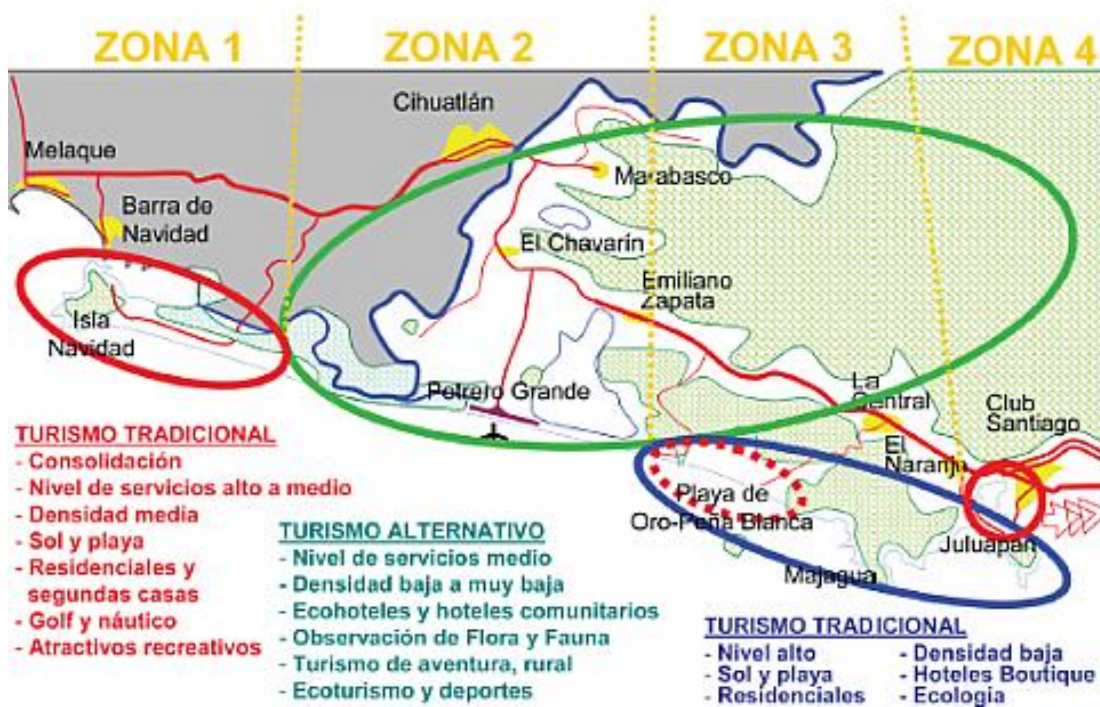 ZONA 1 ZONA 2 ZONA 3 ZONA 4
Cihuatlán
Melaque
Marabasco
Barra de
Navidad
El Chavarín
Emiliano
Zapata
Isla
Navidad
Potrero Grande
La
Central
Club
Santiago
El
Naranjo
Playa de
Oro-Peña Blanca
Juluapan
Majagua
TURISMO TRADICIONAL
- Consolidación
- Nivel de servicios alto a medio
- Densidad media
- Sol y playa
- Residenciales y
segundas casas
- Golf y náutico
- Atractivos recreativos
TURISMO ALTERNATIVO
- Nivel de servicios medio
- Densidad baja a muy baja
- Ecohoteles y hoteles comunitarios
- Observación de Flora y Fauna
- Turismo de aventura, rural
- Ecoturismo y deportes
TURISMO TRADICIONAL
- Nivel alto
- Sol y playa
- Residenciales
- Densidad baja
- Hoteles Boutique
- Ecología